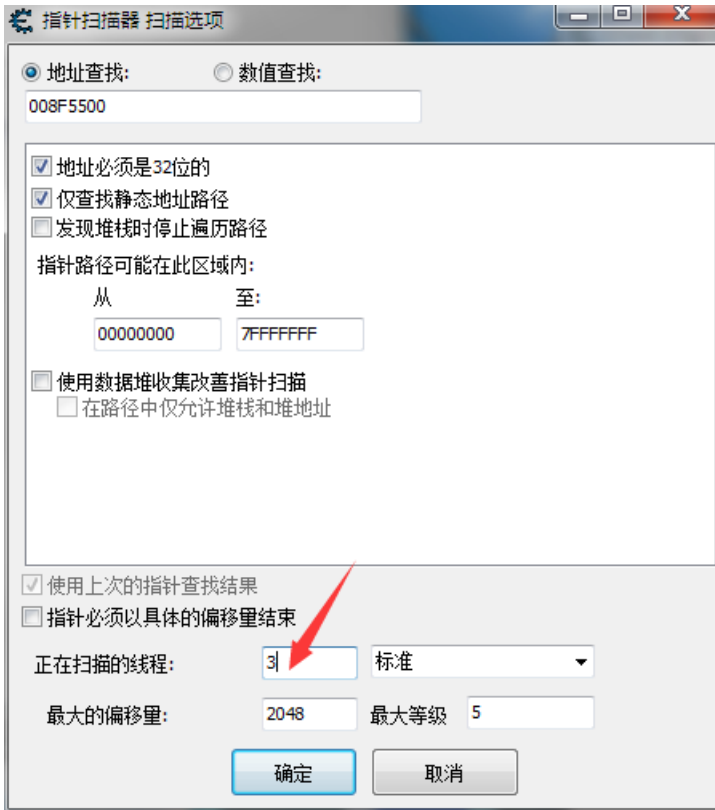 指针扫描器 扫描选项
地址查找: 数值查找:
008F5500
地址必须是32位的
仅查找静态地址路径
发现堆栈时停止遍历路径
指针路径可能在此区域内:
从 至:
00000000 7FFFFFFF
使用数据堆收集改善指针扫描
在路径中仅允许堆栈和堆地址
使用上次的指针查找结果
指针必须以具体的偏移量结束
正在扫描的线程: 3 标准
最大的偏移量: 2048 最大等级 5
确定 取消